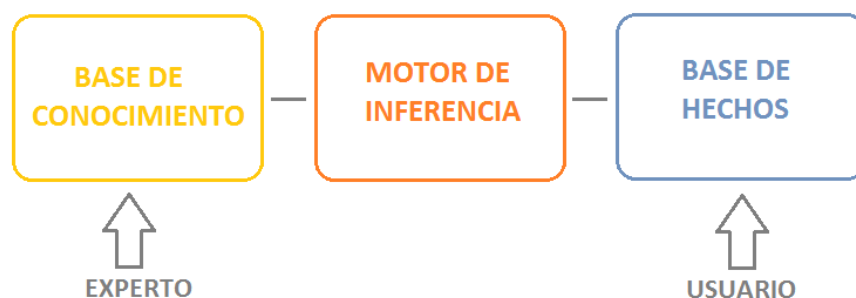 BASE DE
CONOCIMIENTO
MOTOR DE
INFERENCIA
BASE DE
HECHOS
EXPERTO
USUARIO